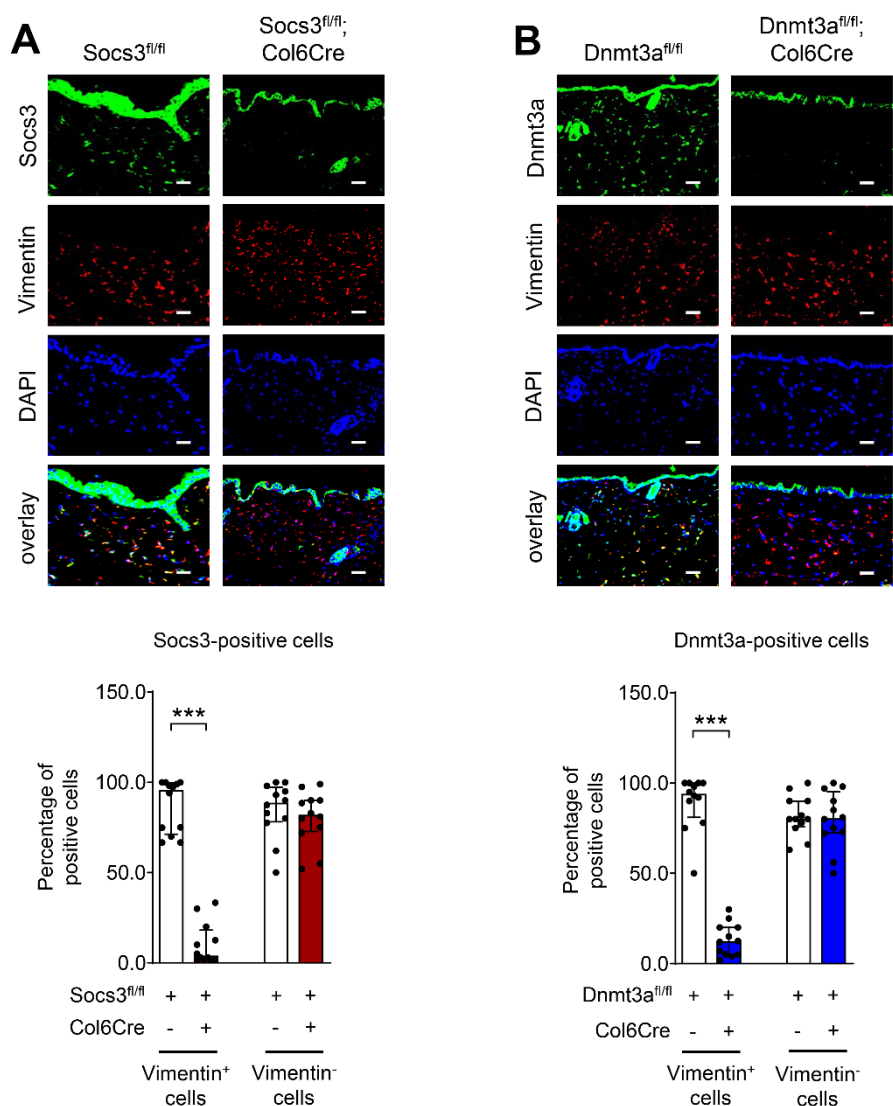 A
Socs3fl/fl
Socs3fl/fl;
Col6Cre
Socs3
Vimentin
DAPI
overlay
Socs3-positive cells
Percentage of
positive cells
150.0
100.0
50.0
0.0
***
Socs3fl/fl + + + +
Col6Cre - + - +
Vimentin+
cells
Vimentin-
cells
B
Dnmt3afl/fl
Dnmt3afl/fl;
Col6Cre
Dnmt3a
Vimentin
DAPI
overlay
Dnmt3a-positive cells
Percentage of
positive cells
150.0
100.0
50.0
0.0
***
Dnmt3afl/fl + + + +
Col6Cre - + - +
Vimentin+
cells
Vimentin-
cells